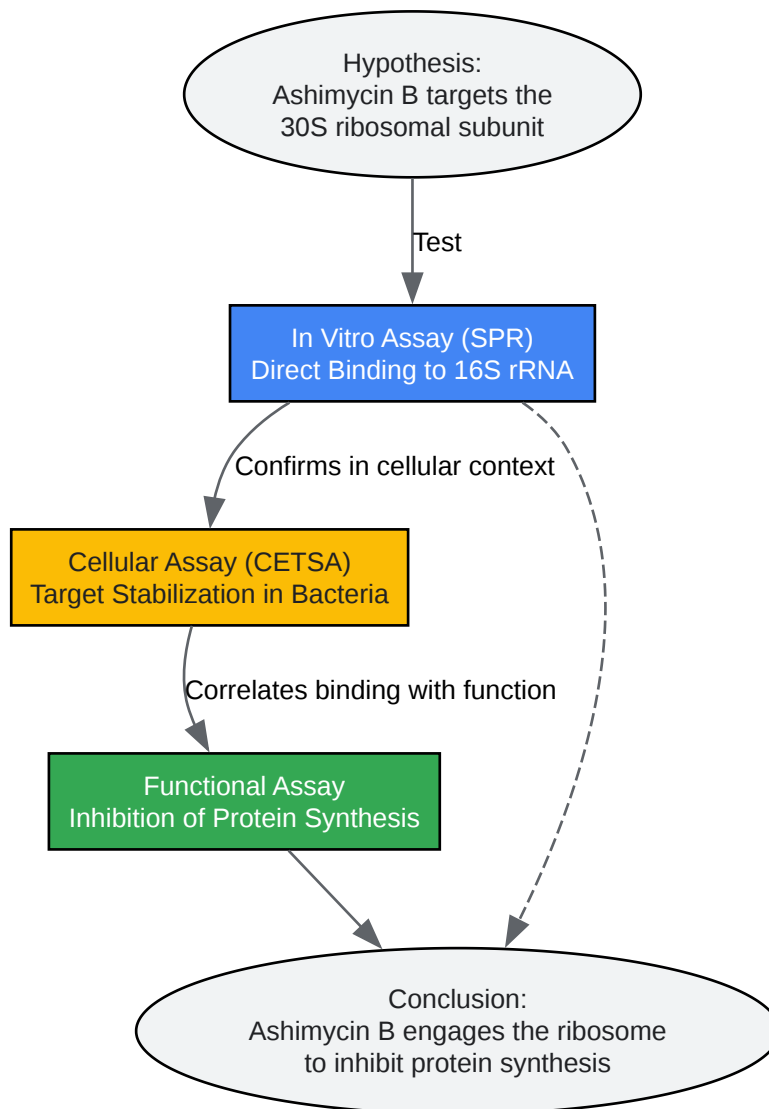 Hypothesis:
Ashimycin B targets the
30S ribosomal subunit
Test
In Vitro Assay (SPR)
Direct Binding to 16S rRNA
Confirms in cellular context
Cellular Assay (CETSA)
Target Stabilization in Bacteria
Correlates binding with function
Functional Assay
Inhibition of Protein Synthesis
Conclusion:
Ashimycin B engages the ribosome
to inhibit protein synthesis